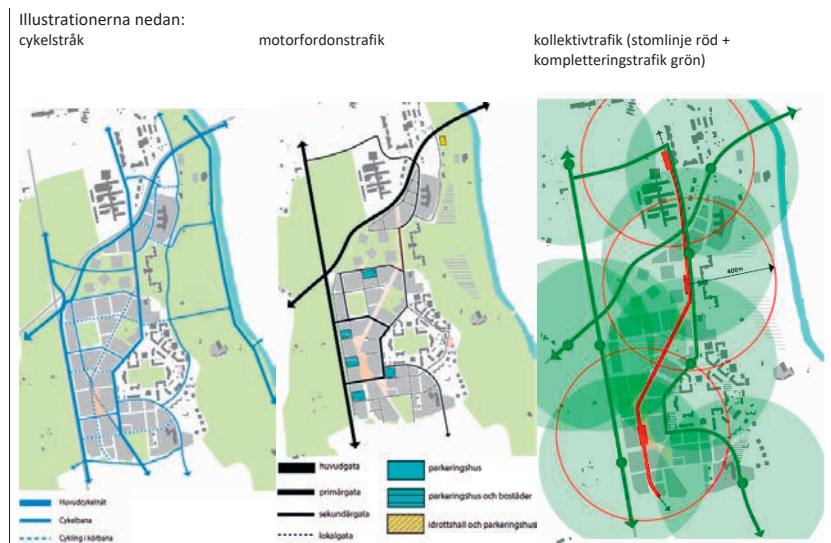 Illustrationerna nedan:
cykelstråk
motorfordonstrafik
kollektivtrafik (stomlinje röd +
kompletteringstrafik grön)
400m
Huvudcykelnät
Cykelbana
Cykling i körbana
huvudgata
primärgata
sekundärgata
lokalgata
parkeringshus
parkeringshus och bostäder
idrottshall och parkeringshus